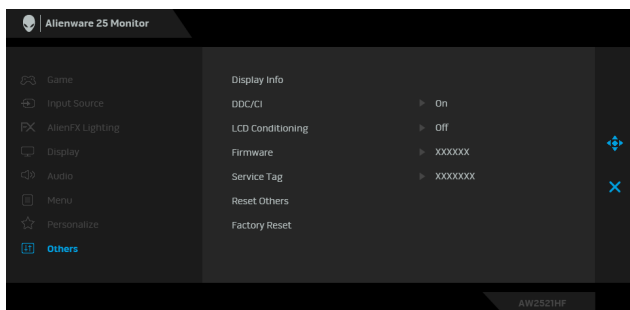 Alienware 25 Monitor
Game
Input Source
AlienFX Lighting
Display
Audio
Menu
Personalize
Others
Display Info
DDC/CI On
LCD Conditioning Off
Firmware XXXXXX
Service Tag XXXXXXX
Reset Others
Factory Reset
AW2521HF